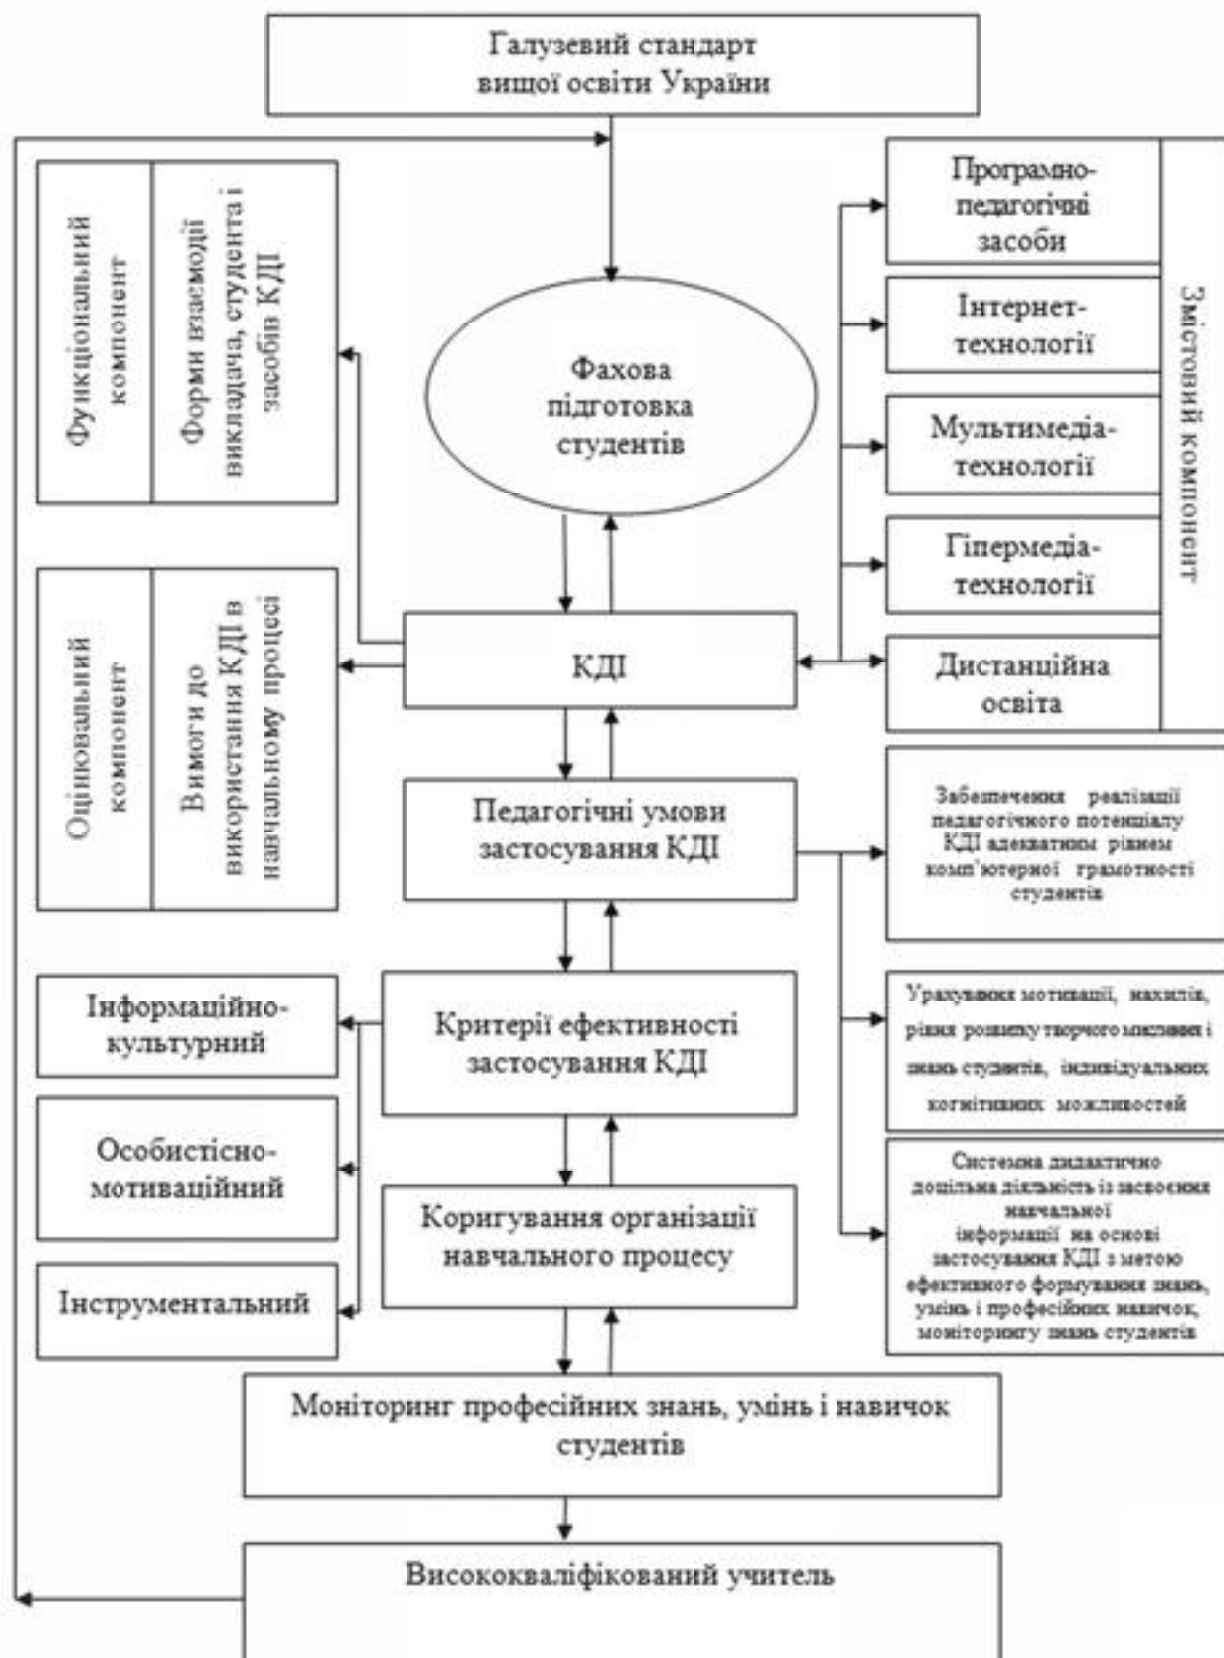 Галузевий стандарт
вищої освіти України
Функціональний
компонент
Форми взаємодії
викладача, студента і
засобів КДІ
Фахова
підготовка
студентів
Програмно-
педагогічні
засоби
Інтернет-
технології
Мультимедіа-
технології
Гіпермедіа-
технології
Дистанційна
освіта
Змістовий компонент
Оцінювальний
компонент
Вимоги до
використання КДІ в
навчальному процесі
КДІ
Педагогічні умови
застосування КДІ
Забезпечення реалізації
педагогічного потенціалу
КДІ адекватним рівнем
комп'ютерної грамотності
студентів
Урахування мотивації, нахилів,
рівня розвитку творчого мислення і
знань студентів, індивідуальних
когнітивних можливостей
Системна дидактично
доцільна діяльність із засвоєння
навчальної
інформації на основі
застосування КДІ з метою
ефективного формування знань,
умінь і професійних навичок,
моніторингу знань студентів
Критерії ефективності
застосування КДІ
Інформаційно-
культурний
Особистісно-
мотиваційний
Інструментальний
Коригування організації
навчального процесу
Моніторинг професійних знань, умінь і навичок
студентів
Висококваліфікований учитель